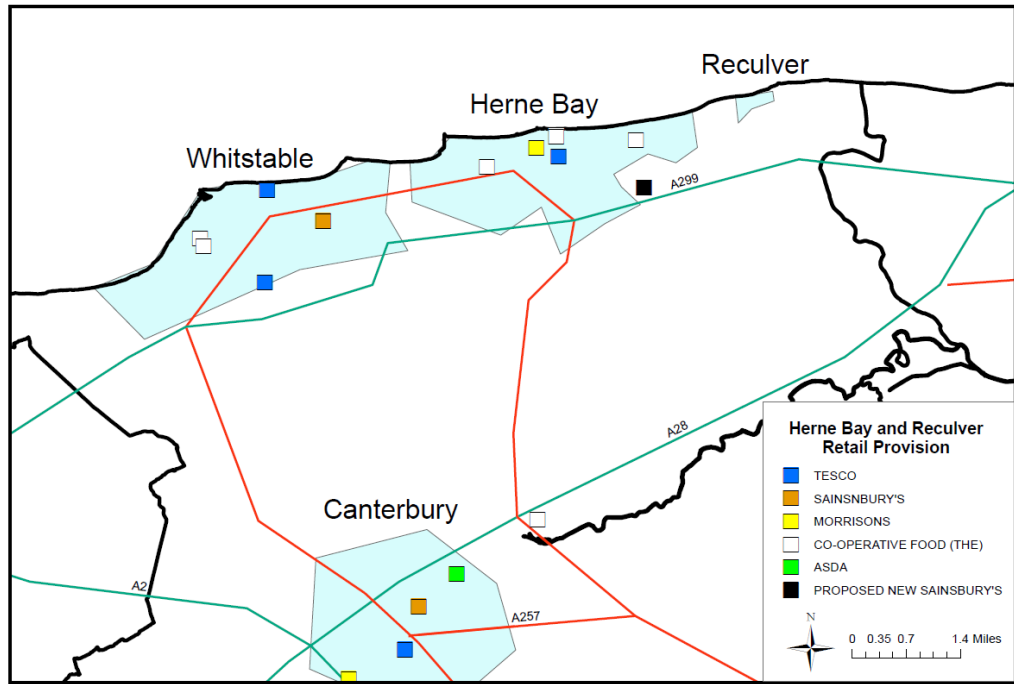 Reculver
Herne Bay
Whitstable
A299
A28
Canterbury
A2
A257
Herne Bay and Reculver
Retail Provision
TESCO
SAINSNBURY'S
MORRISONS
CO-OPERATIVE FOOD (THE)
ASDA
PROPOSED NEW SAINSBURY'S
N
0 0.35 0.7 1.4 Miles